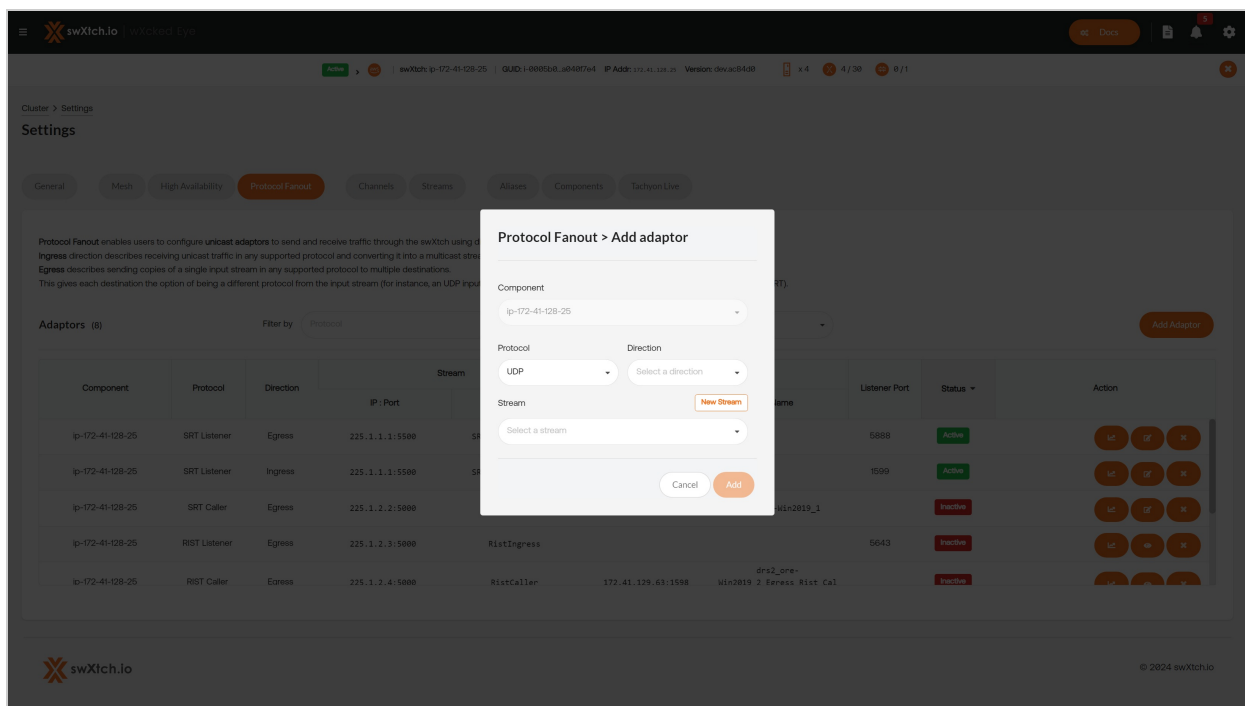 swXtch.io | wXcked Eye
Docs
5
Active
swXtch: ip-172-41-128-25 | GUID: i-0005b8...a040f7e4 IP Addr: 172.41.128.25 Version: dev.ac84d0 x 4 4 / 30 0 / 1
Cluster > Settings
Settings
General Mesh High Availability Protocol Fanout Channels Streams Aliases Components Tachyon Live
Protocol Fanout enables users to configure unicast adaptors to send and receive traffic through the swXtch using d
Ingress direction describes receiving unicast traffic in any supported protocol and converting it into a multicast stre
Egress describes sending copies of a single input stream in any supported protocol to multiple destinations.
This gives each destination the option of being a different protocol from the input stream (for instance, an UDP inpu RT).
Adaptors (8) Filter by Protocol Add Adaptor
Component Protocol Direction Stream Listener Port Status Action
IP : Port ame
ip-172-41-128-25 SRT Listener Egress 225.1.1.1:5500 SR 5888 Active
ip-172-41-128-25 SRT Listener Ingress 225.1.1.1:5500 SR 1599 Active
ip-172-41-128-25 SRT Caller Egress 225.1.2.2:5000 -Win2019_1 Inactive
ip-172-41-128-25 RIST Listener Egress 225.1.2.3:5000 RistIngress 5643 Inactive
ip-172-41-128-25 RIST Caller Egress 225.1.2.4:5000 RistCaller 172.41.129.63:1598 drs2_ore-
Win2019_2 Egress Rist Cal Inactive
Protocol Fanout > Add adaptor
Component
ip-172-41-128-25
Protocol Direction
UDP Select a direction
Stream New Stream
Select a stream
Cancel Add
swXtch.io
© 2024 swXtch.io